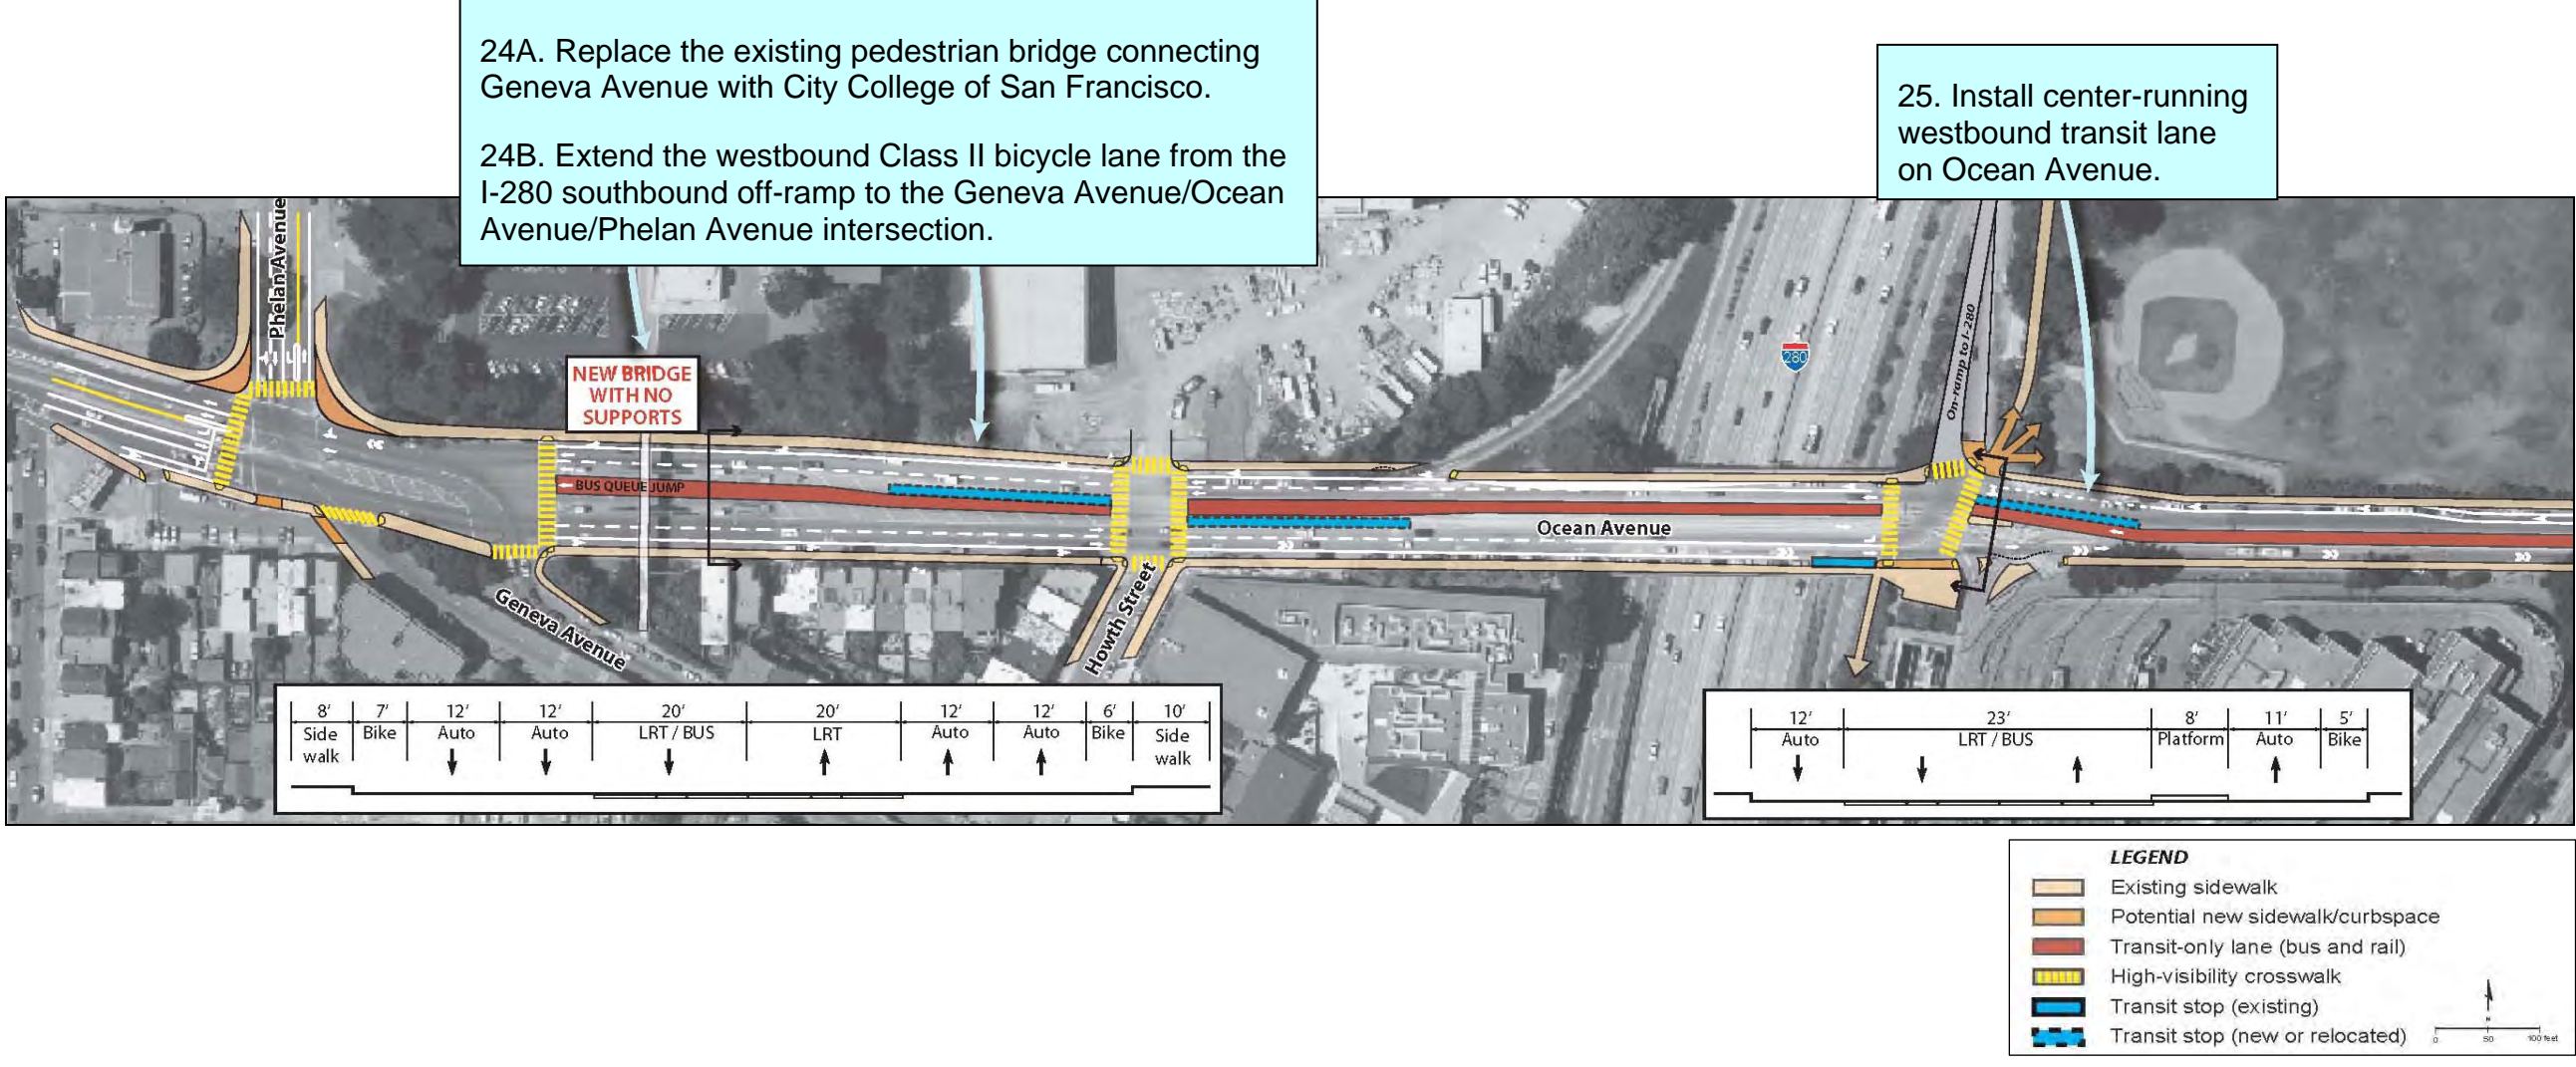 24A. Replace the existing pedestrian bridge connecting
Geneva Avenue with City College of San Francisco.
24B. Extend the westbound Class II bicycle lane from the
I-280 southbound off-ramp to the Geneva Avenue/Ocean
Avenue/Phelan Avenue intersection.
25. Install center-running
westbound transit lane
on Ocean Avenue.
Phelan Avenue
NEW BRIDGE
WITH NO
SUPPORTS
280
On-ramp to I-280
BUS QUEUE JUMP
Ocean Avenue
Geneva Avenue
Howth Street
8' 7' 12' 12' 20' 20' 12' 12' 6' 10'
Side walk Bike Auto Auto LRT / BUS LRT Auto Auto Bike Side walk
12' 23' 8' 11' 5'
Auto LRT / BUS Platform Auto Bike
LEGEND
Existing sidewalk
Potential new sidewalk/curbspace
Transit-only lane (bus and rail)
High-visibility crosswalk
Transit stop (existing)
Transit stop (new or relocated)
N
0 50 100 feet